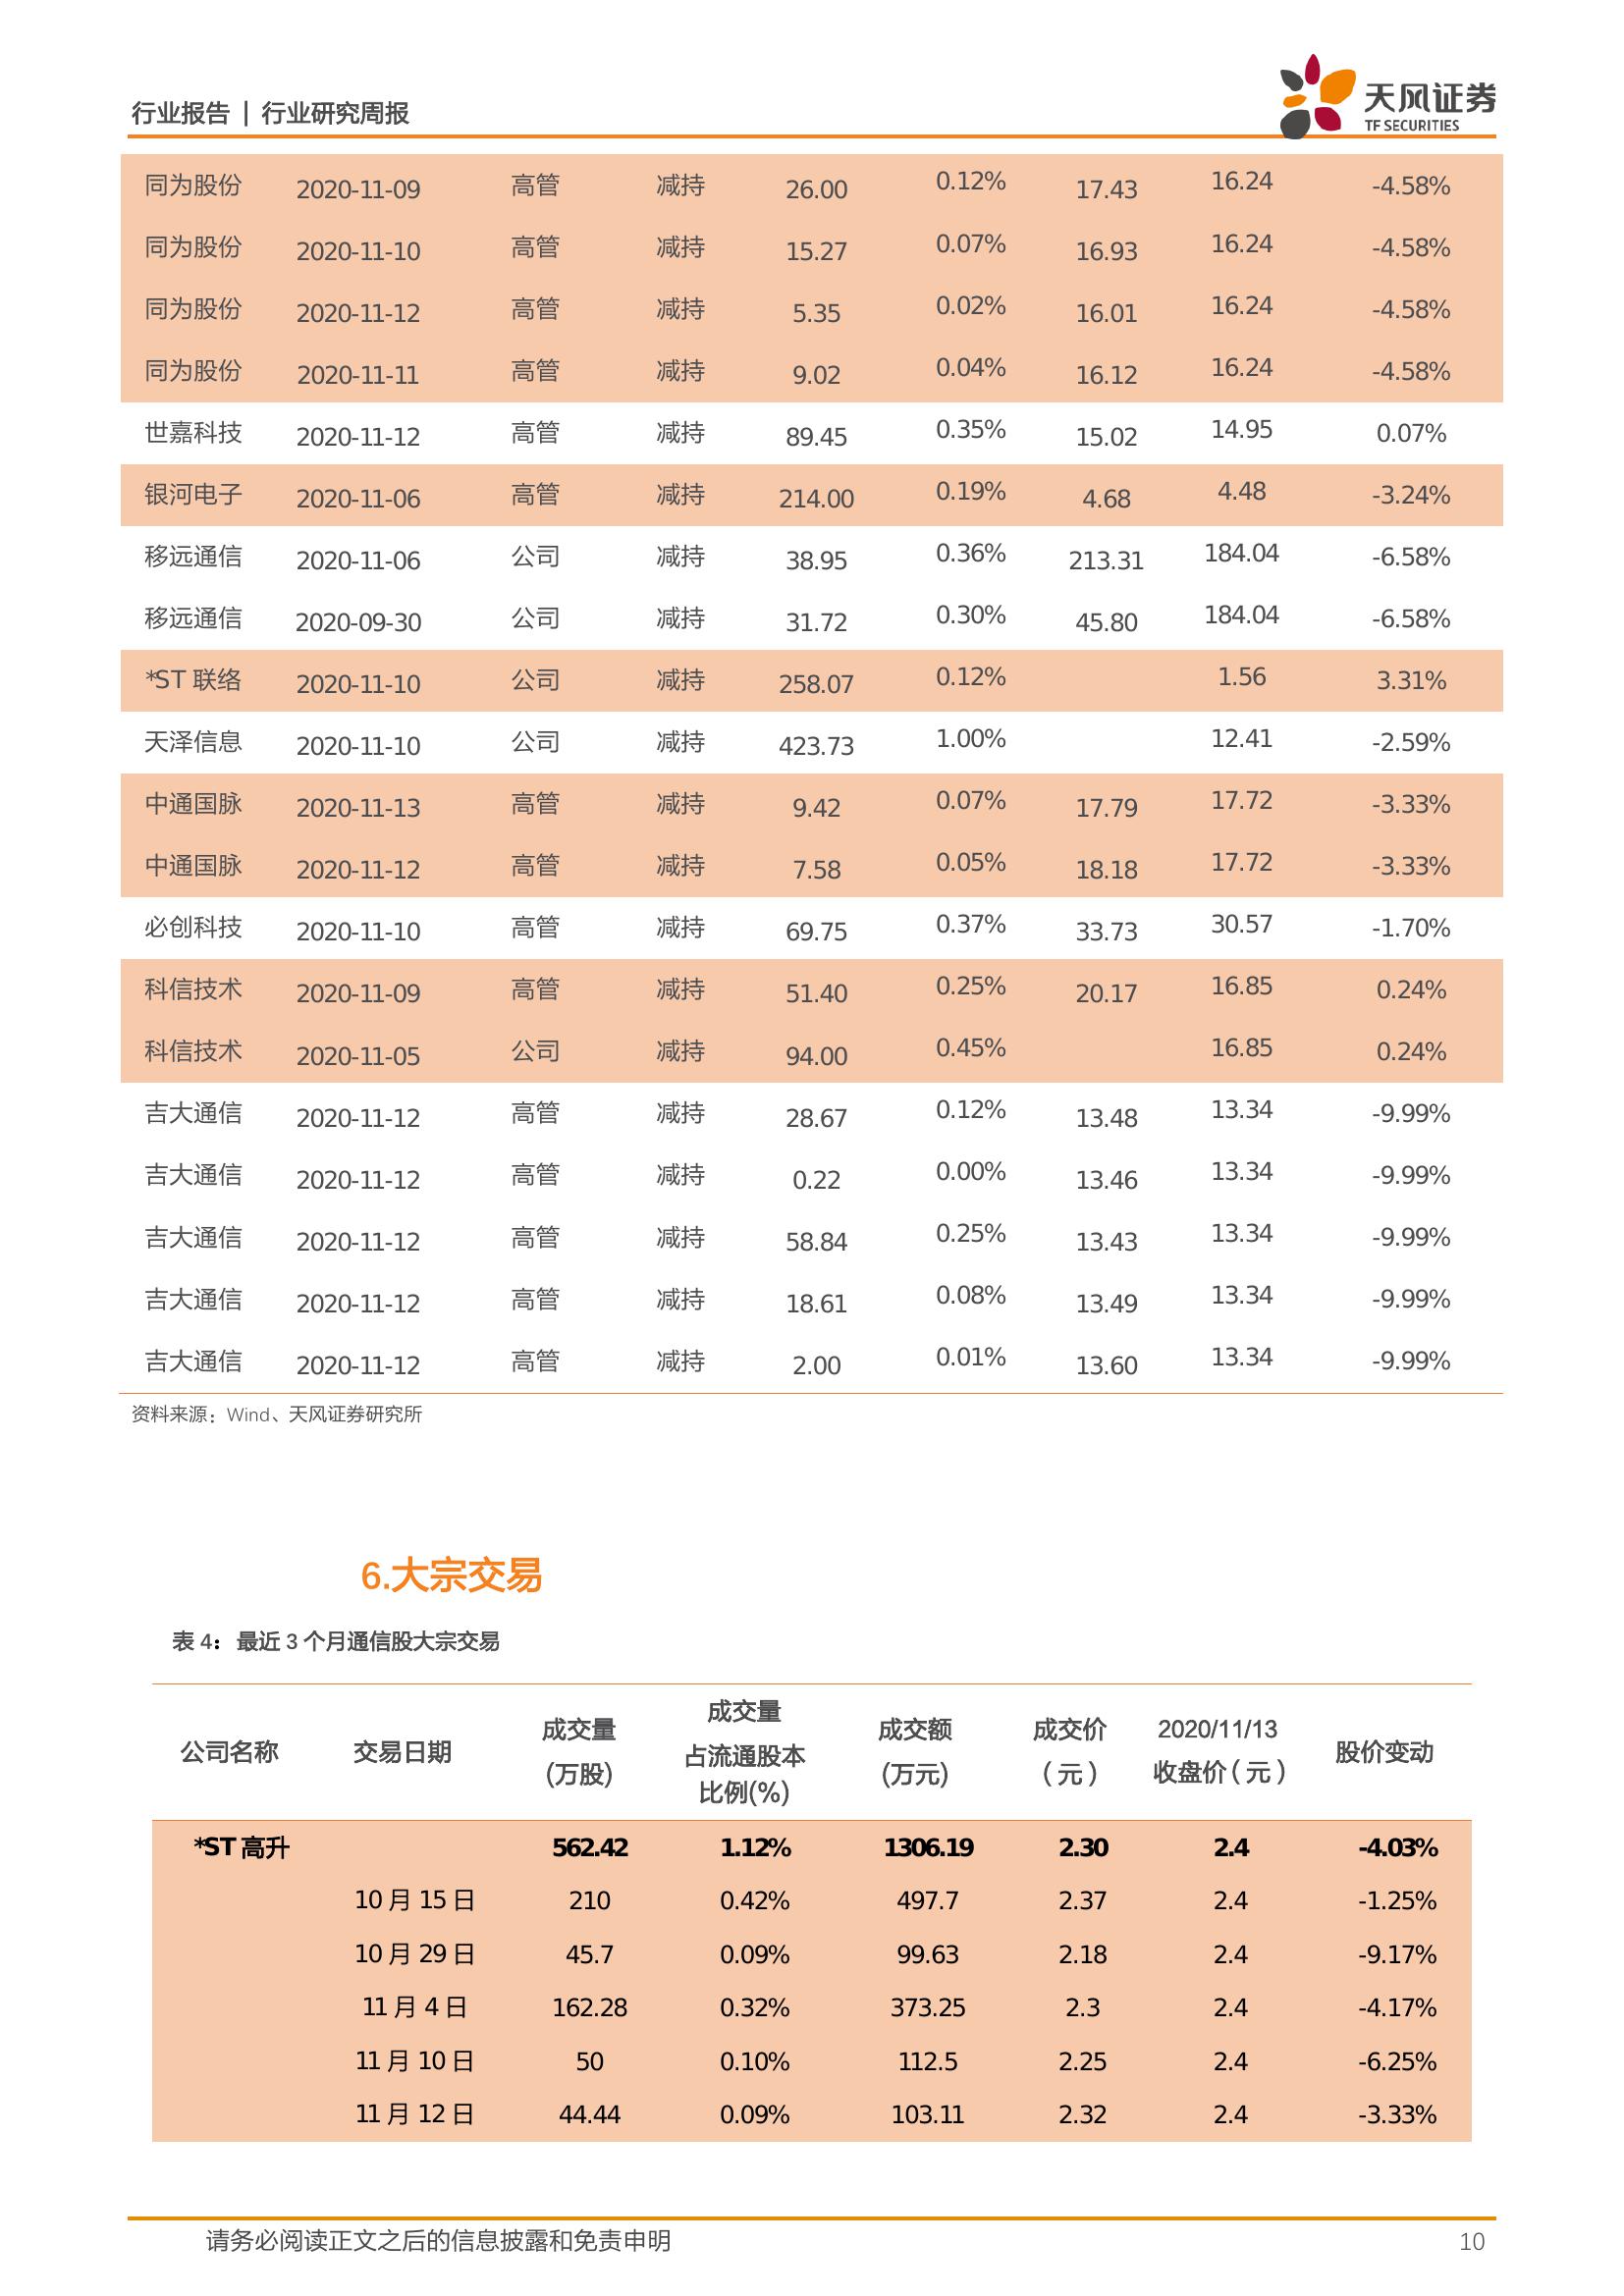 行业报告 | 行业研究周报
天风证券
TF SECURITIES
同为股份 2020-11-09 高管 减持 26.00 0.12% 17.43 16.24 -4.58%
同为股份 2020-11-10 高管 减持 15.27 0.07% 16.93 16.24 -4.58%
同为股份 2020-11-12 高管 减持 5.35 0.02% 16.01 16.24 -4.58%
同为股份 2020-11-11 高管 减持 9.02 0.04% 16.12 16.24 -4.58%
世嘉科技 2020-11-12 高管 减持 89.45 0.35% 15.02 14.95 0.07%
银河电子 2020-11-06 高管 减持 214.00 0.19% 4.68 4.48 -3.24%
移远通信 2020-11-06 公司 减持 38.95 0.36% 213.31 184.04 -6.58%
移远通信 2020-09-30 公司 减持 31.72 0.30% 45.80 184.04 -6.58%
*ST 联络 2020-11-10 公司 减持 258.07 0.12% 1.56 3.31%
天泽信息 2020-11-10 公司 减持 423.73 1.00% 12.41 -2.59%
中通国脉 2020-11-13 高管 减持 9.42 0.07% 17.79 17.72 -3.33%
中通国脉 2020-11-12 高管 减持 7.58 0.05% 18.18 17.72 -3.33%
必创科技 2020-11-10 高管 减持 69.75 0.37% 33.73 30.57 -1.70%
科信技术 2020-11-09 高管 减持 51.40 0.25% 20.17 16.85 0.24%
科信技术 2020-11-05 公司 减持 94.00 0.45% 16.85 0.24%
吉大通信 2020-11-12 高管 减持 28.67 0.12% 13.48 13.34 -9.99%
吉大通信 2020-11-12 高管 减持 0.22 0.00% 13.46 13.34 -9.99%
吉大通信 2020-11-12 高管 减持 58.84 0.25% 13.43 13.34 -9.99%
吉大通信 2020-11-12 高管 减持 18.61 0.08% 13.49 13.34 -9.99%
吉大通信 2020-11-12 高管 减持 2.00 0.01% 13.60 13.34 -9.99%
资料来源：Wind、天风证券研究所
6.大宗交易
表 4：最近 3 个月通信股大宗交易
公司名称 交易日期 成交量 (万股) 成交量 占流通股本 比例(%) 成交额 (万元) 成交价 （元） 2020/11/13 收盘价（元） 股价变动
*ST 高升 562.42 1.12% 1306.19 2.30 2.4 -4.03%
10 月 15 日 210 0.42% 497.7 2.37 2.4 -1.25%
10 月 29 日 45.7 0.09% 99.63 2.18 2.4 -9.17%
11 月 4 日 162.28 0.32% 373.25 2.3 2.4 -4.17%
11 月 10 日 50 0.10% 112.5 2.25 2.4 -6.25%
11 月 12 日 44.44 0.09% 103.11 2.32 2.4 -3.33%
请务必阅读正文之后的信息披露和免责申明 10